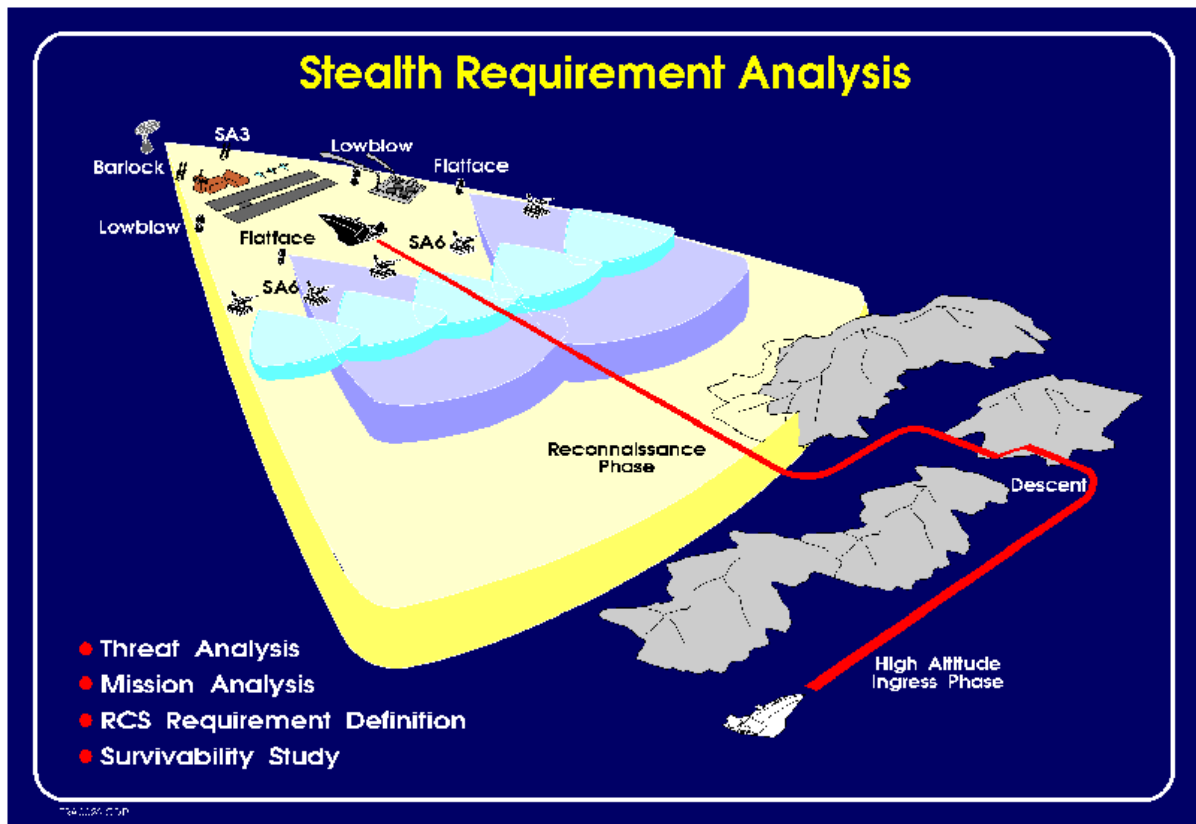 Stealth Requirement Analysis
SA3
Lowblow
Barlock
Flatface
Lowblow
Flatface
SA6
SA6
Reconnaissance
Phase
Descent
High Altitude
Ingress Phase
Threat Analysis
Mission Analysis
RCS Requirement Definition
Survivability Study